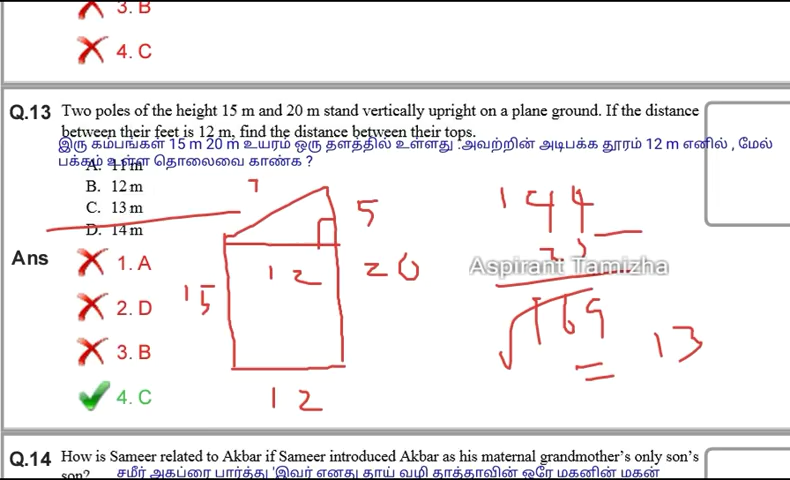 3. B
4. C
Q.13 Two poles of the height 15 m and 20 m stand vertically upright on a plane ground. If the distance
between their feet is 12 m, find the distance between their tops.
இரு கம்பங்கள் 15 m 20 m உயரம் ஒரு தளத்தில் உள்ளது .அவற்றின் அடிபக்க தூரம் 12 m எனில் , மேல்
பக்கம் உள்ள தொலைவை காண்க ?
A. 11 m
B. 12 m
C. 13 m
D. 14 m
Ans
1. A
2. D
3. B
4. C
?
5
12
20
15
12
144
25
Aspirant Tamizha
√169
13
Q.14 How is Sameer related to Akbar if Sameer introduced Akbar as his maternal grandmother's only son's
son?
சமீர் அக்பரை பார்த்து 'இவர் எனது தாய் வழி தாத்தாவின் ஒரே மகனின் மகன்